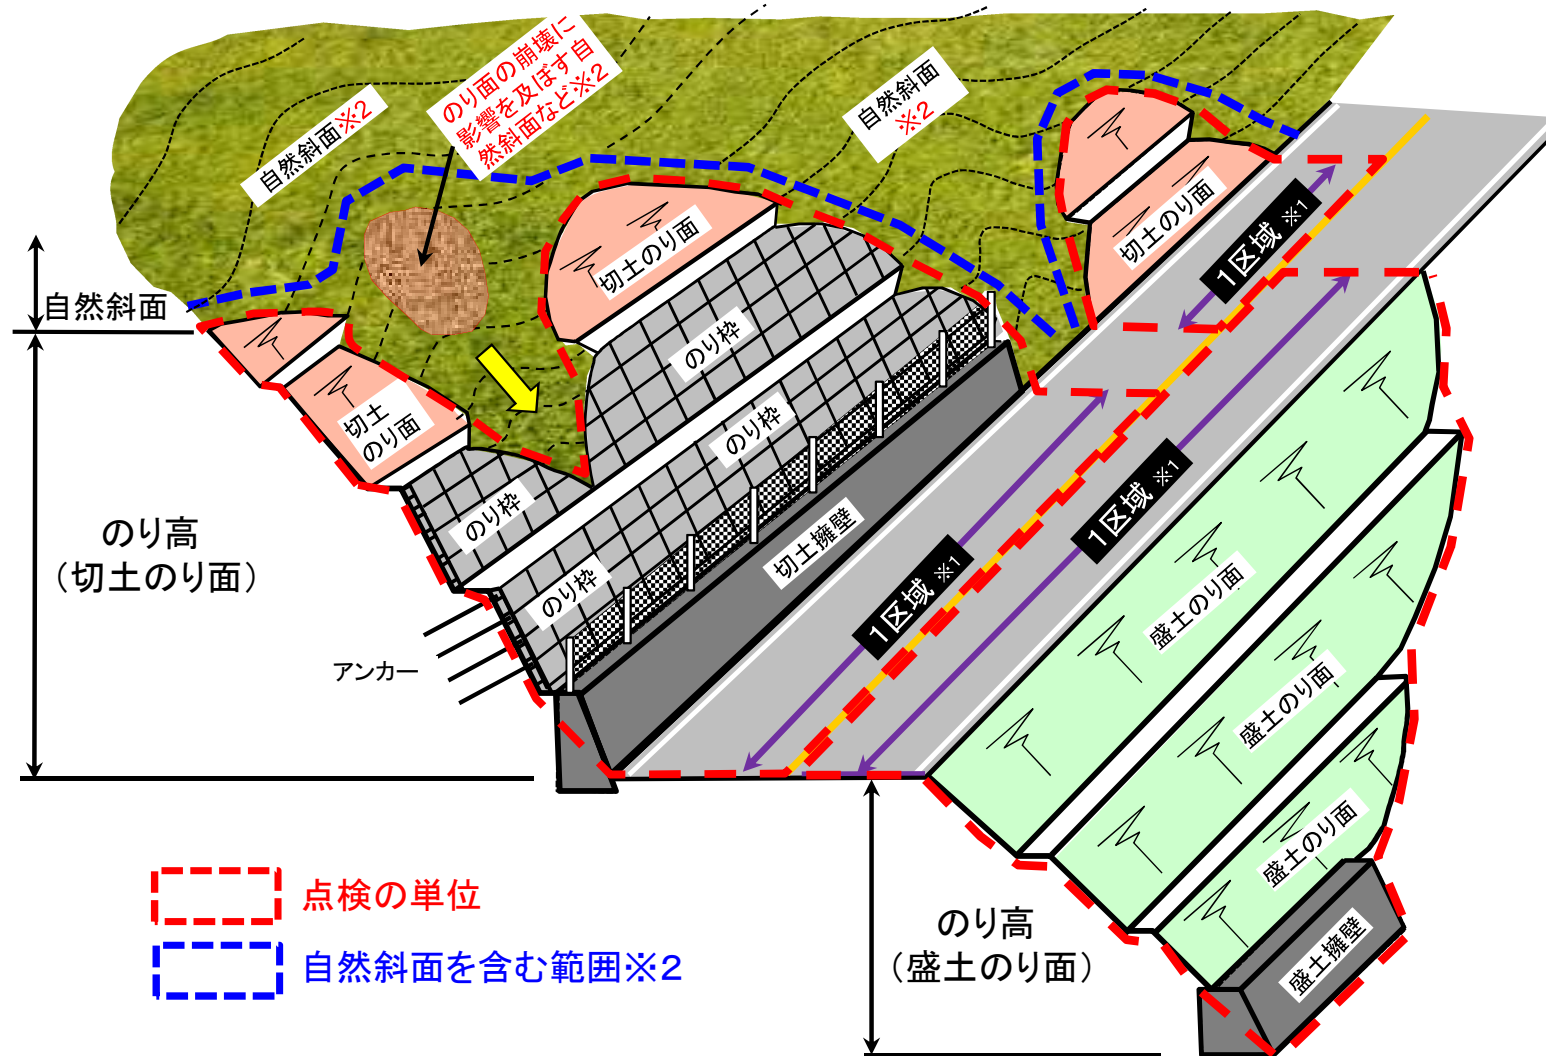 のり面の崩壊に
影響を及ぼす自
然斜面など※2
自然斜面※2
自然斜面
※2
自然斜面
切土のり面
切土のり面
1区域 ※1
のり枠
切土
のり面
のり枠
のり枠
のり枠
切土擁壁
1区域 ※1
1区域 ※1
のり高
（切土のり面）
アンカー
盛土のり面
盛土のり面
盛土のり面
盛土擁壁
のり高
（盛土のり面）
点検の単位
自然斜面を含む範囲※2